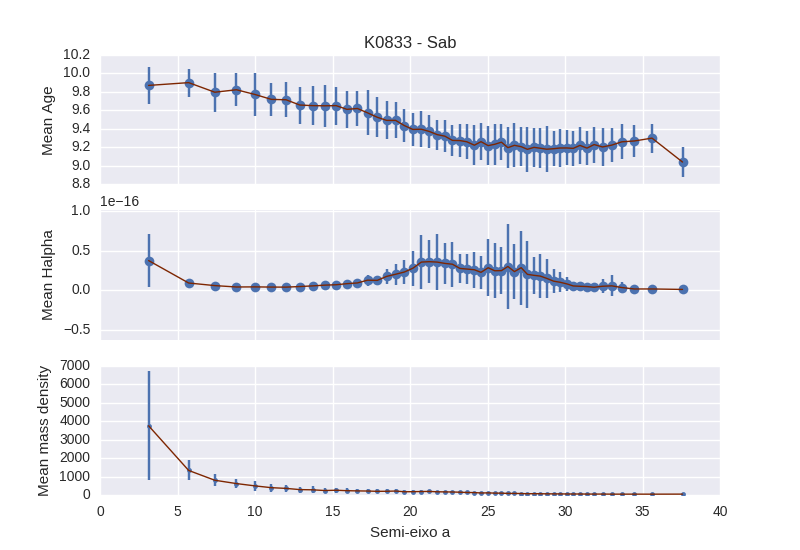 K0833 - Sab
10.2
10.0
9.8
9.6
9.4
9.2
9.0
8.8
Mean Age
1e−16
1.0
0.5
0.0
−0.5
Mean Halpha
7000
6000
5000
4000
3000
2000
1000
0
Mean mass density
0 5 10 15 20 25 30 35 40
Semi-eixo a